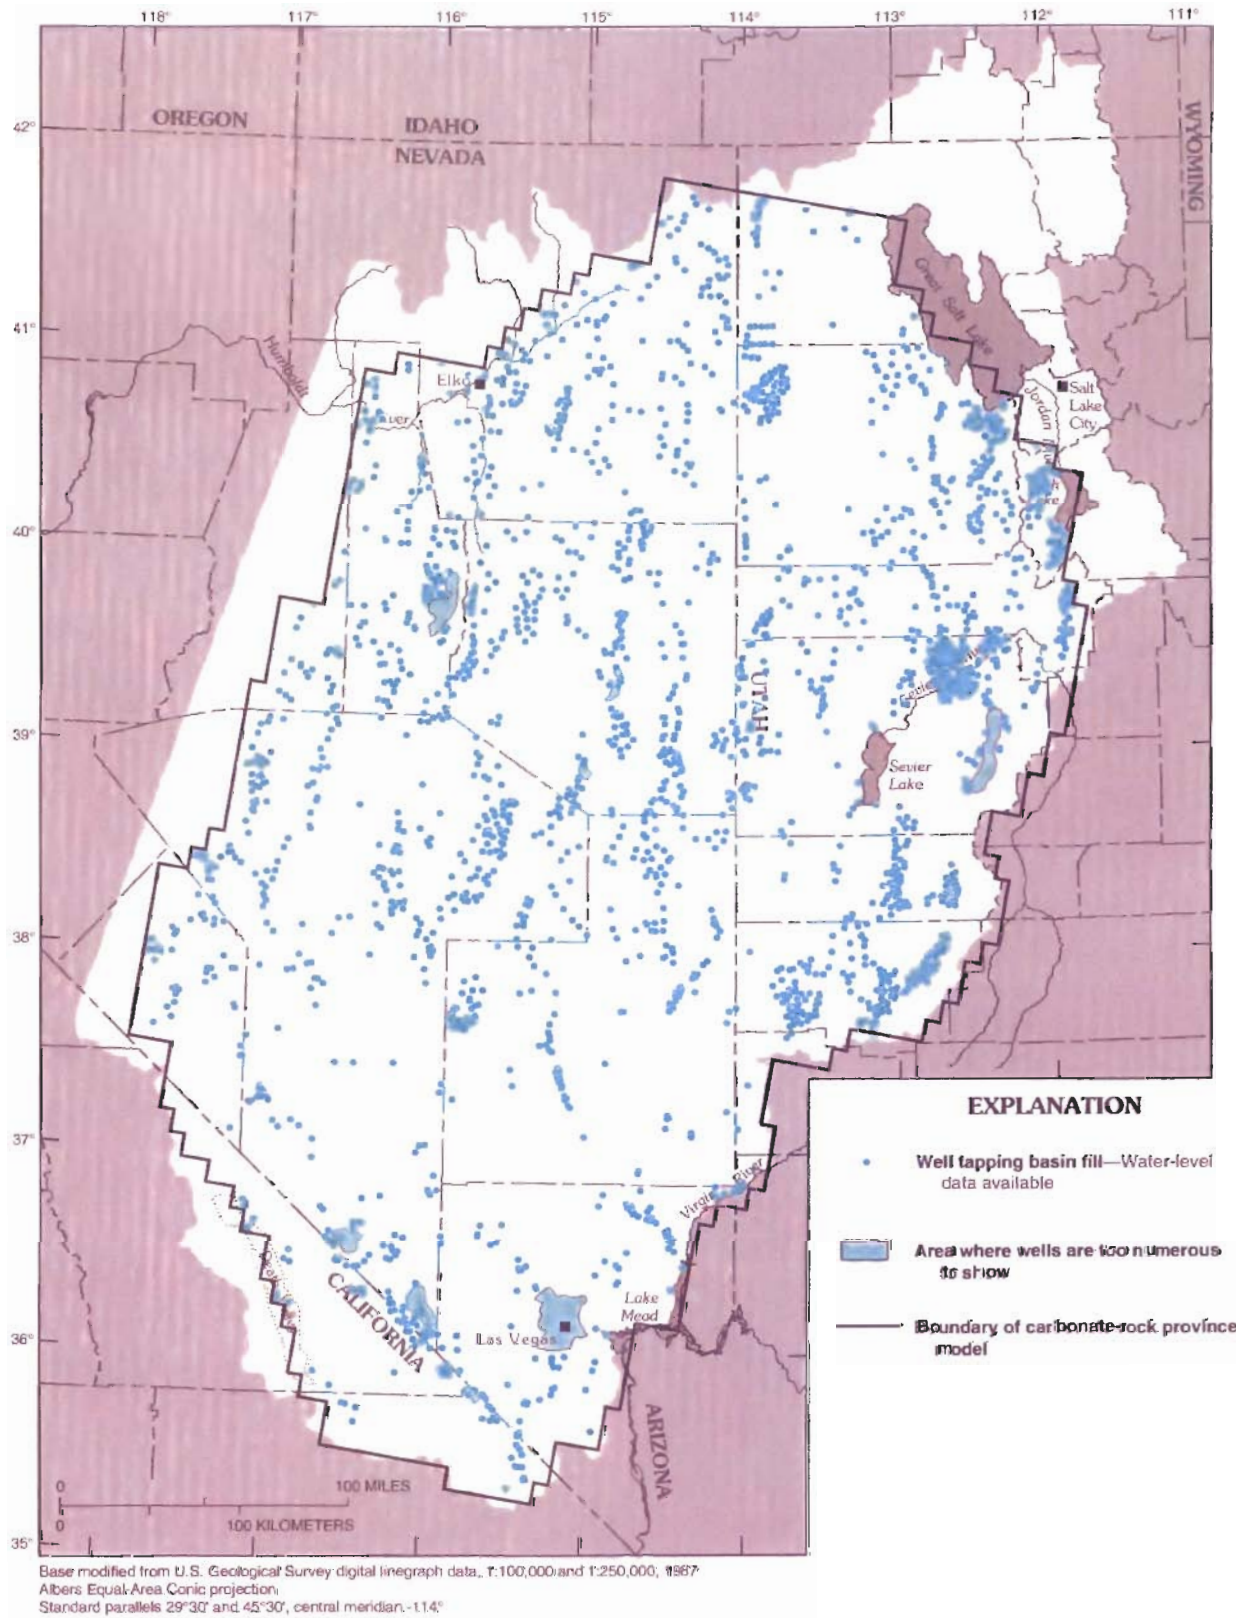 118° 117° 116° 115° 114° 113° 112° 111°
42°
OREGON
IDAHO
NEVADA
WYOMING
Great Salt Lake
41°
Humboldt
Elko
Salt
Lake
City
Jordan
40°
UTAH
39°
Sevier
Lake
38°
37°
Virgin River
CALIFORNIA
36°
Las Vegas
Lake
Mead
ARIZONA
35°
EXPLANATION
Well tapping basin fill—Water-level
data available
Area where wells are too numerous
to show
Boundary of carbonate-rock province
model
0 100 MILES
0 100 KILOMETERS
Base modified from U.S. Geological Survey digital linegraph data, 1:100,000 and 1:250,000; 1987
Albers Equal-Area Conic projection
Standard parallels 29°30' and 45°30', central meridian -114°